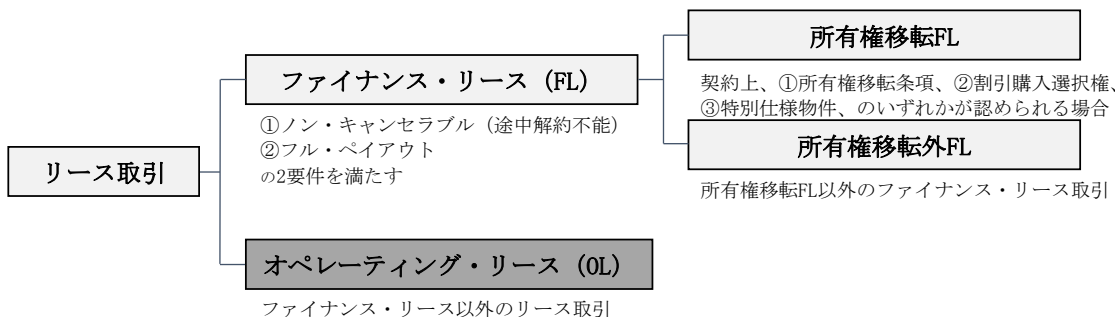 リース取引
ファイナンス・リース（FL）
①ノン・キャンセラブル（途中解約不能）
②フル・ペイアウト
の2要件を満たす
所有権移転FL
契約上、①所有権移転条項、②割引購入選択権、
③特別仕様物件、のいずれかが認められる場合
所有権移転外FL
所有権移転FL以外のファイナンス・リース取引
オペレーティング・リース（OL）
ファイナンス・リース以外のリース取引